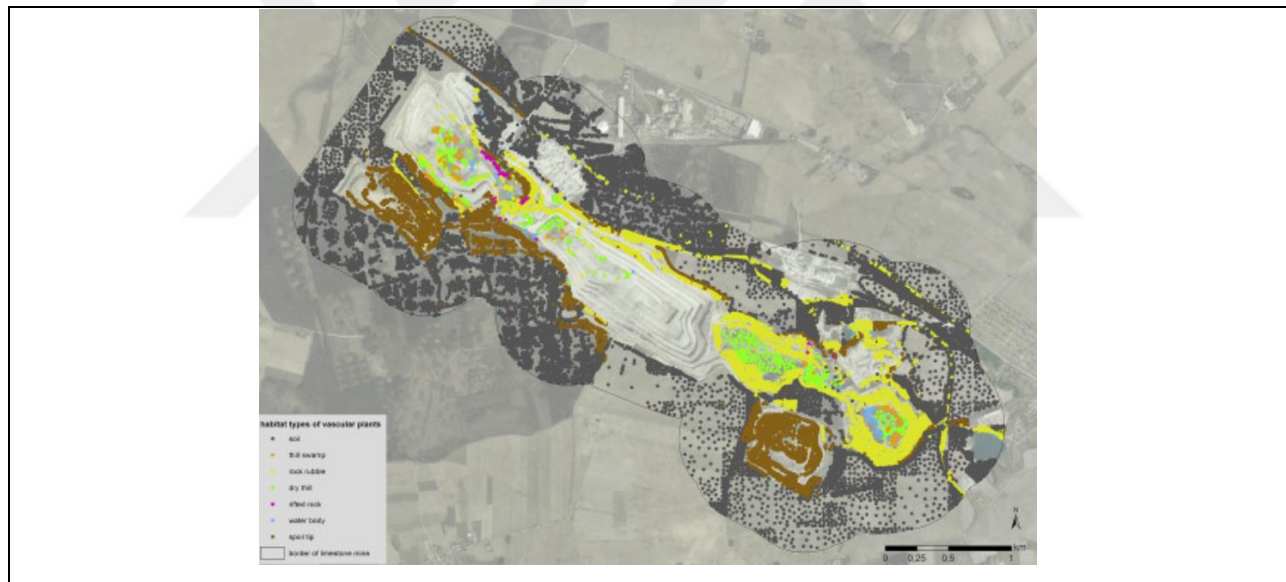 habitat types of vascular plants
soil
thill swamp
rock rubble
dry thill
rifted rock
water body
spoil tip
border of limestone mine
N
km
0 0,25 0,5 1